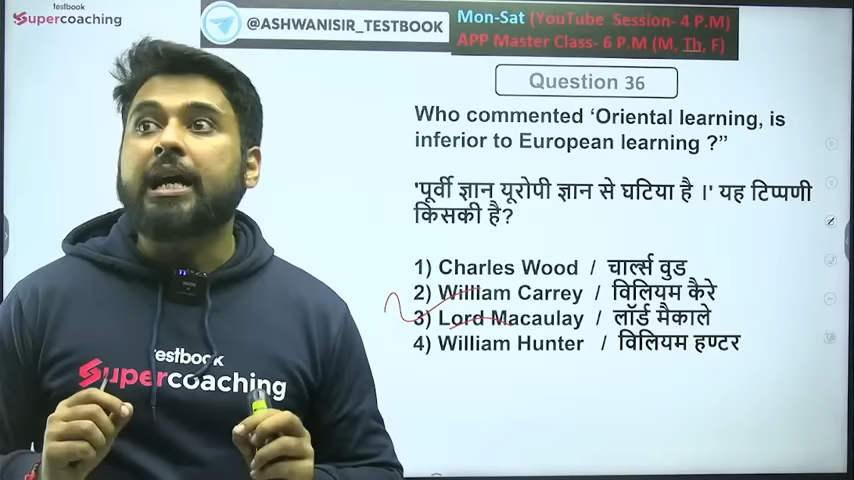 testbook
Supercoaching
@ASHWANISIR_TESTBOOK
Mon-Sat (YouTube Session- 4 P.M)
APP Master Class- 6 P.M (M, Th, F)
Question 36
Who commented ‘Oriental learning, is
inferior to European learning ?”
'पूर्वी ज्ञान यूरोपी ज्ञान से घटिया है ।' यह टिप्पणी
किसकी है?
1) Charles Wood / चार्ल्स वुड
2) William Carrey / विलियम कैरे
3) Lord Macaulay / लॉर्ड मैकाले
4) William Hunter / विलियम हण्टर
testbook
Supercoaching